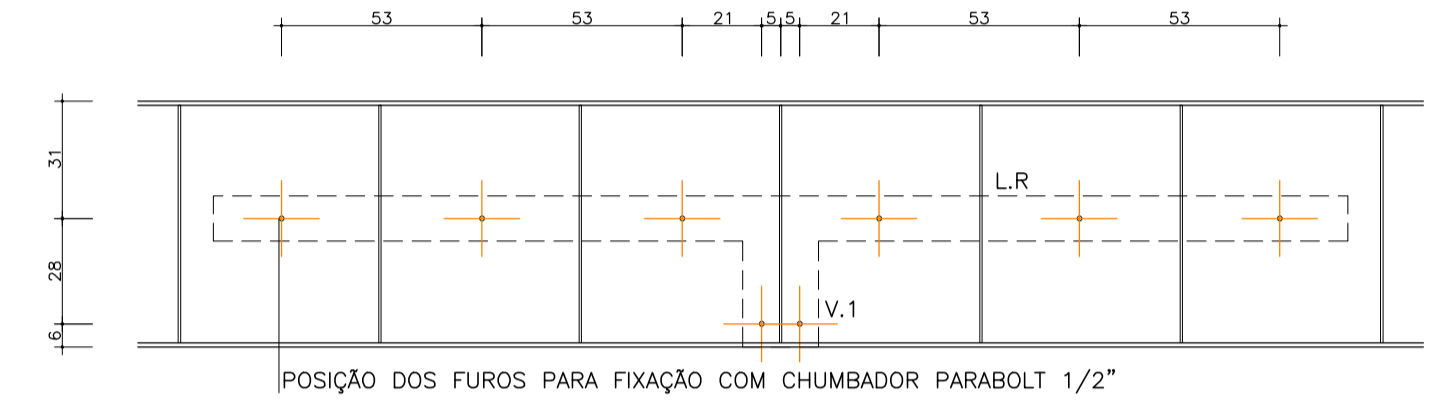 53 53 21 5 5 21 53 53
31
28
6
L.R
V.1
POSIÇÃO DOS FUROS PARA FIXAÇÃO COM CHUMBADOR PARABOLT 1/2”